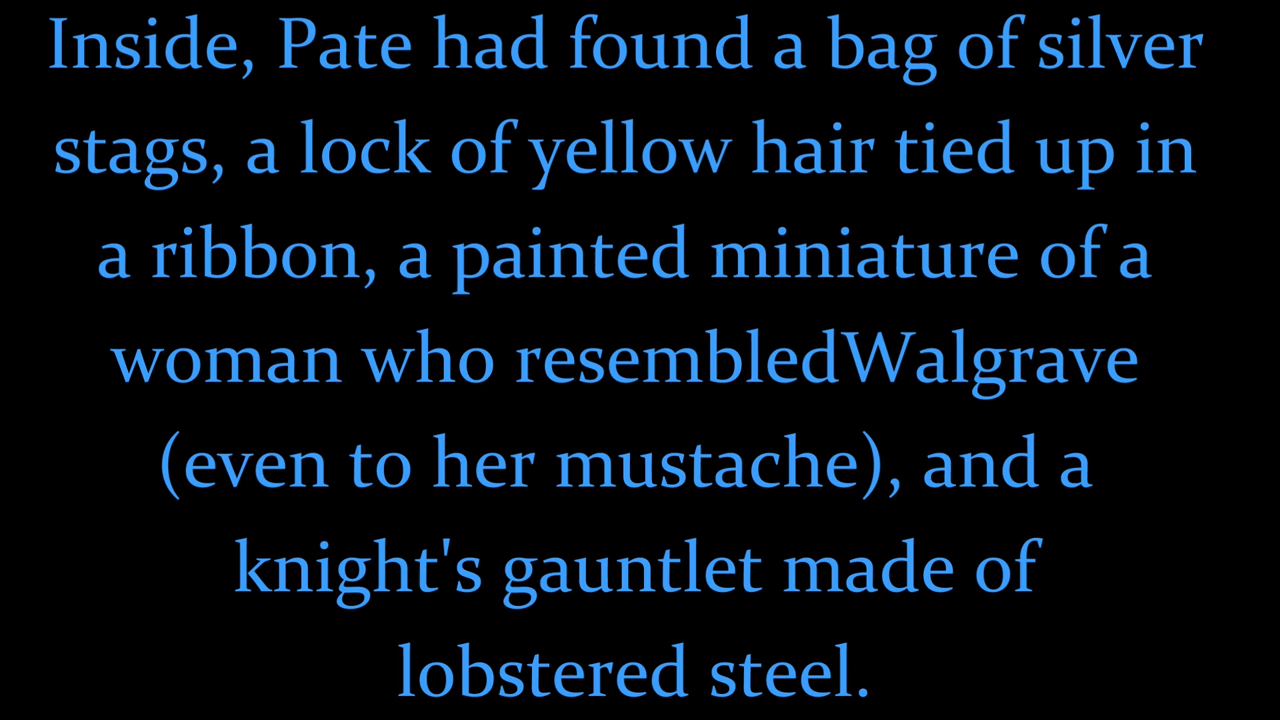 Inside, Pate had found a bag of silver
stags, a lock of yellow hair tied up in
a ribbon, a painted miniature of a
woman who resembledWalgrave
(even to her mustache), and a
knight's gauntlet made of
lobstered steel.